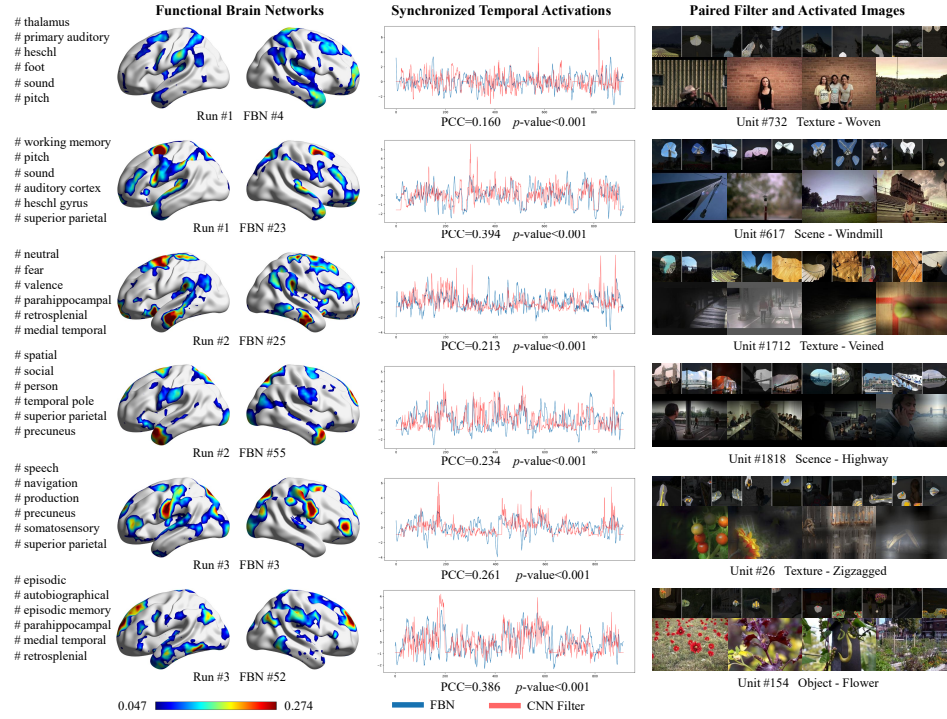 Functional Brain Networks
Synchronized Temporal Activations
Paired Filter and Activated Images
# thalamus
# primary auditory
# heschl
# foot
# sound
# pitch
Run #1 FBN #4
PCC=0.160 p-value<0.001
Unit #732 Texture - Woven
# working memory
# pitch
# sound
# auditory cortex
# heschl gyrus
# superior parietal
Run #1 FBN #23
PCC=0.394 p-value<0.001
Unit #617 Scene - Windmill
# neutral
# fear
# valence
# parahippocampal
# retrosplenial
# medial temporal
Run #2 FBN #25
PCC=0.213 p-value<0.001
Unit #1712 Texture - Veined
# spatial
# social
# person
# temporal pole
# superior parietal
# precuneus
Run #2 FBN #55
PCC=0.234 p-value<0.001
Unit #1818 Scence - Highway
# speech
# navigation
# production
# precuneus
# somatosensory
# superior parietal
Run #3 FBN #3
PCC=0.261 p-value<0.001
Unit #26 Texture - Zigzagged
# episodic
# autobiographical
# episodic memory
# parahippocampal
# medial temporal
# retrosplenial
Run #3 FBN #52
PCC=0.386 p-value<0.001
Unit #154 Object - Flower
0.047
0.274
FBN
CNN Filter